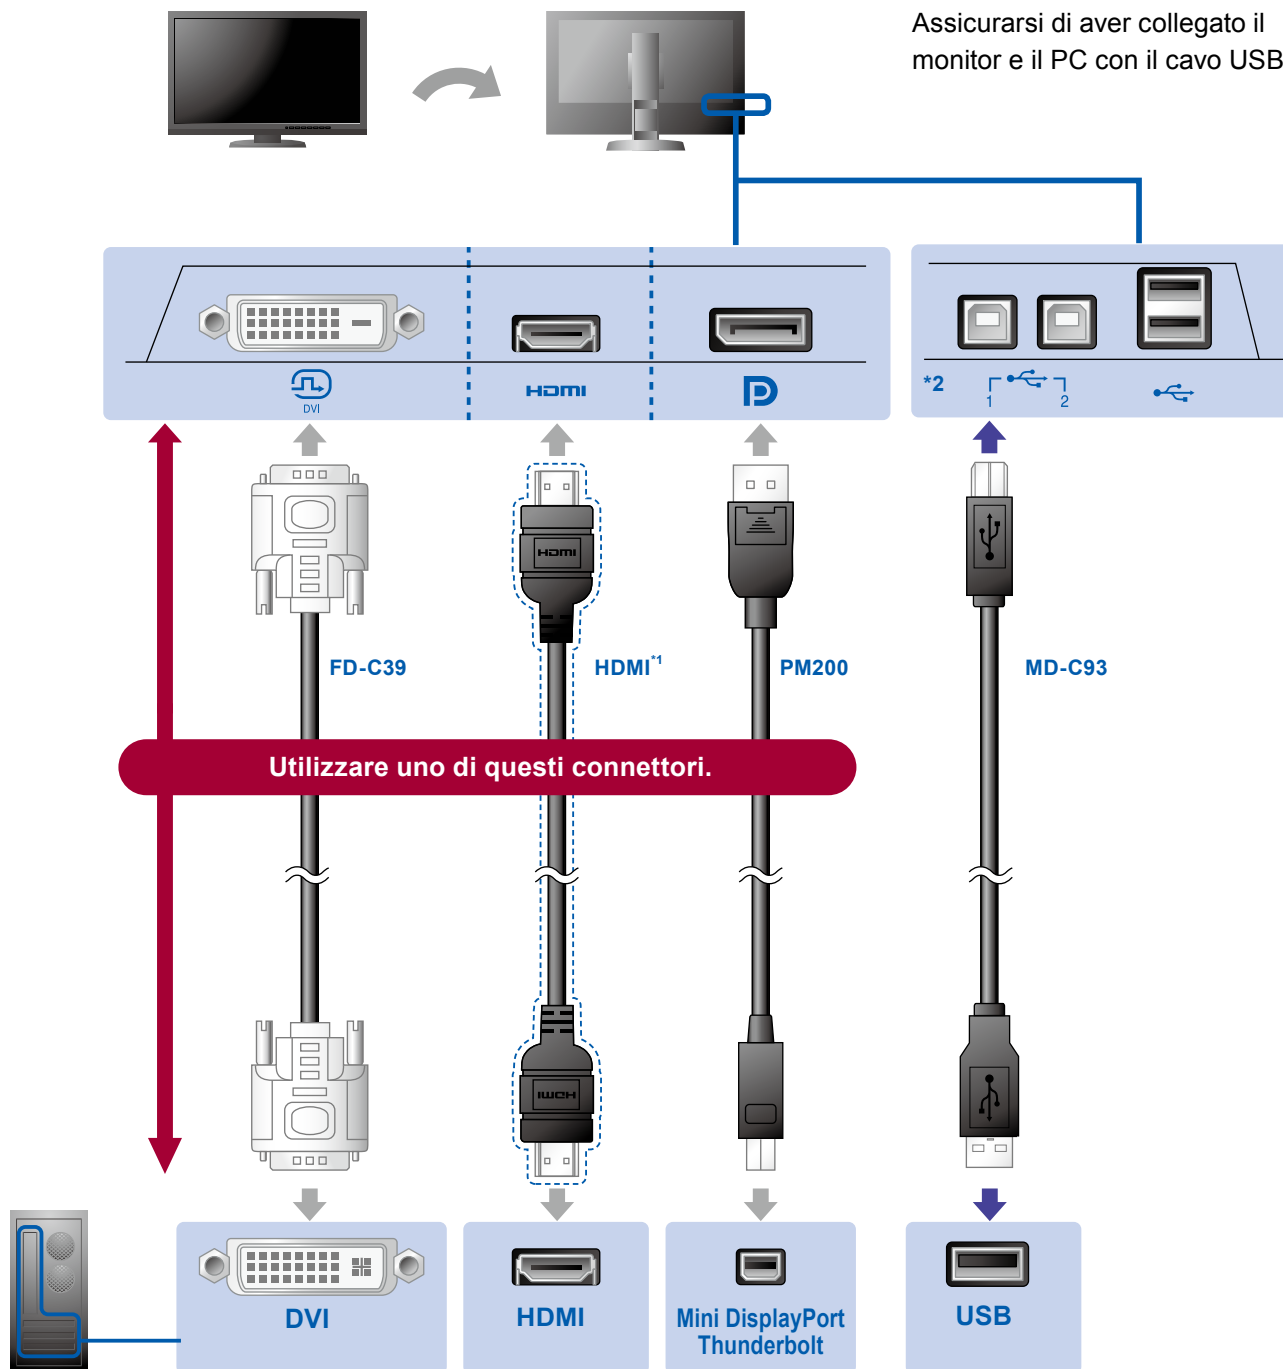 Assicurarsi di aver collegato il
monitor e il PC con il cavo USB
DVI
HDMI
D
*2
1 2
HDMI
FD-C39
HDMI*1
PM200
MD-C93
Utilizzare uno di questi connettori.
HDMI
DVI
HDMI
Mini DisplayPort
Thunderbolt
USB